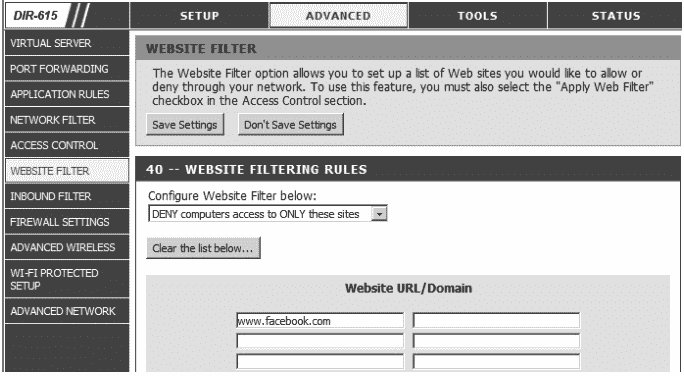 DIR-615
SETUP
ADVANCED
TOOLS
STATUS
VIRTUAL SERVER
PORT FORWARDING
APPLICATION RULES
NETWORK FILTER
ACCESS CONTROL
WEBSITE FILTER
INBOUND FILTER
FIREWALL SETTINGS
ADVANCED WIRELESS
WI-FI PROTECTED
SETUP
ADVANCED NETWORK
WEBSITE FILTER
The Website Filter option allows you to set up a list of Web sites you would like to allow or
deny through your network. To use this feature, you must also select the "Apply Web Filter"
checkbox in the Access Control section.
Save Settings
Don't Save Settings
40 -- WEBSITE FILTERING RULES
Configure Website Filter below:
DENY computers access to ONLY these sites
Clear the list below...
Website URL/Domain
www.facebook.com